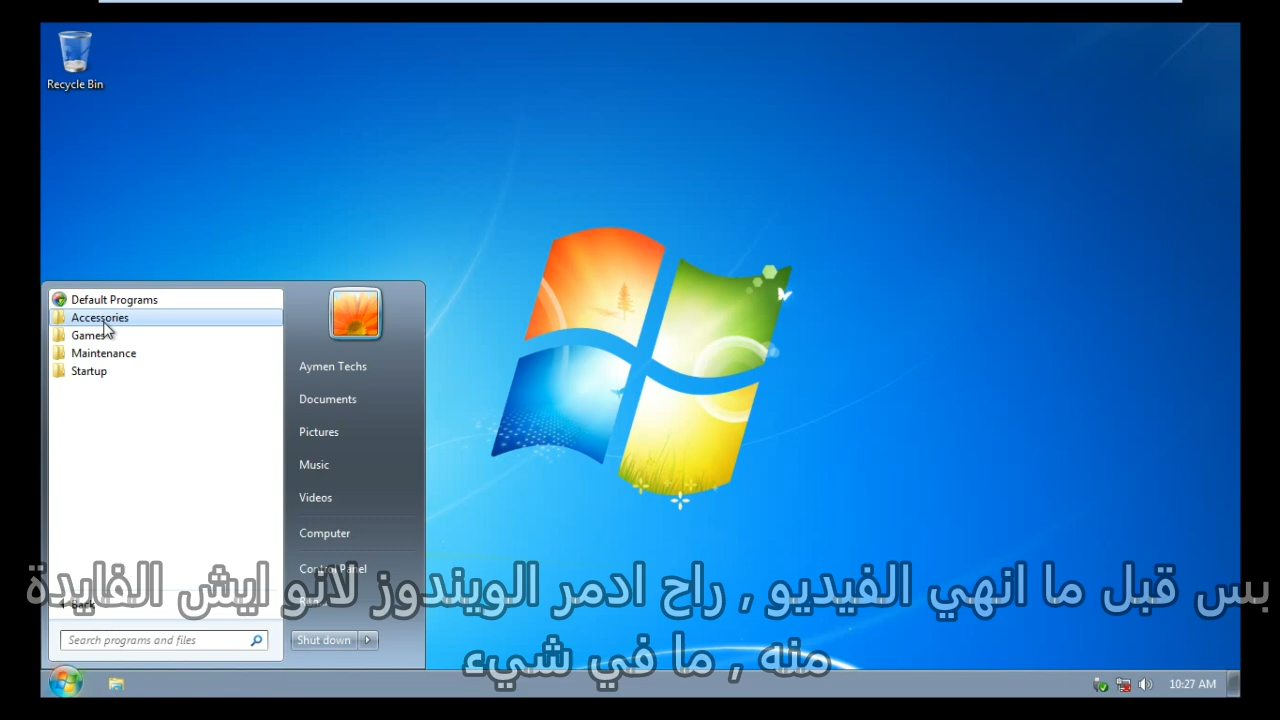 Recycle Bin
Default Programs
Accessories
Games
Maintenance
Startup
Back
Search programs and files
Aymen Techs
Documents
Pictures
Music
Videos
Computer
Control Panel
Shut down
بس قبل ما انهي الفيديو , راح ادمر الويندوز لانو ايش الفايدة
منه , ما في شيء
10:27 AM